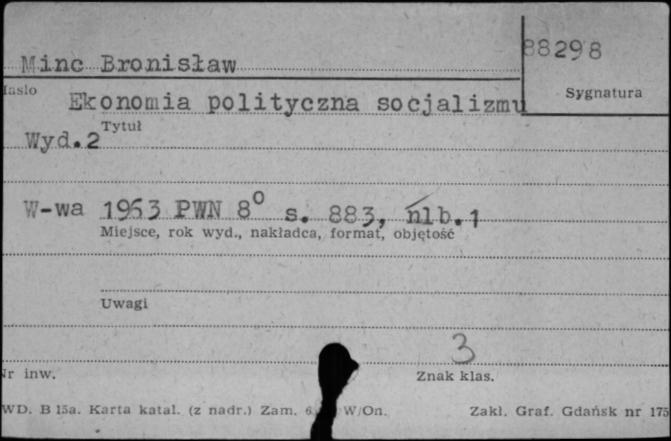 Minc Bronisław
88298
Hasło
Sygnatura
Ekonomia polityczna socjalizmu
Tytuł
Wyd.2
W-wa 1963 PWN 8⁰ s. 883, nlb.1
Miejsce, rok wyd., nakładca, format, objętość
Uwagi
3
Nr inw.
Znak klas.
WD. B 15a. Karta katal. (z nadr.) Zam. 6 W/On. Zakł. Graf. Gdańsk nr 175